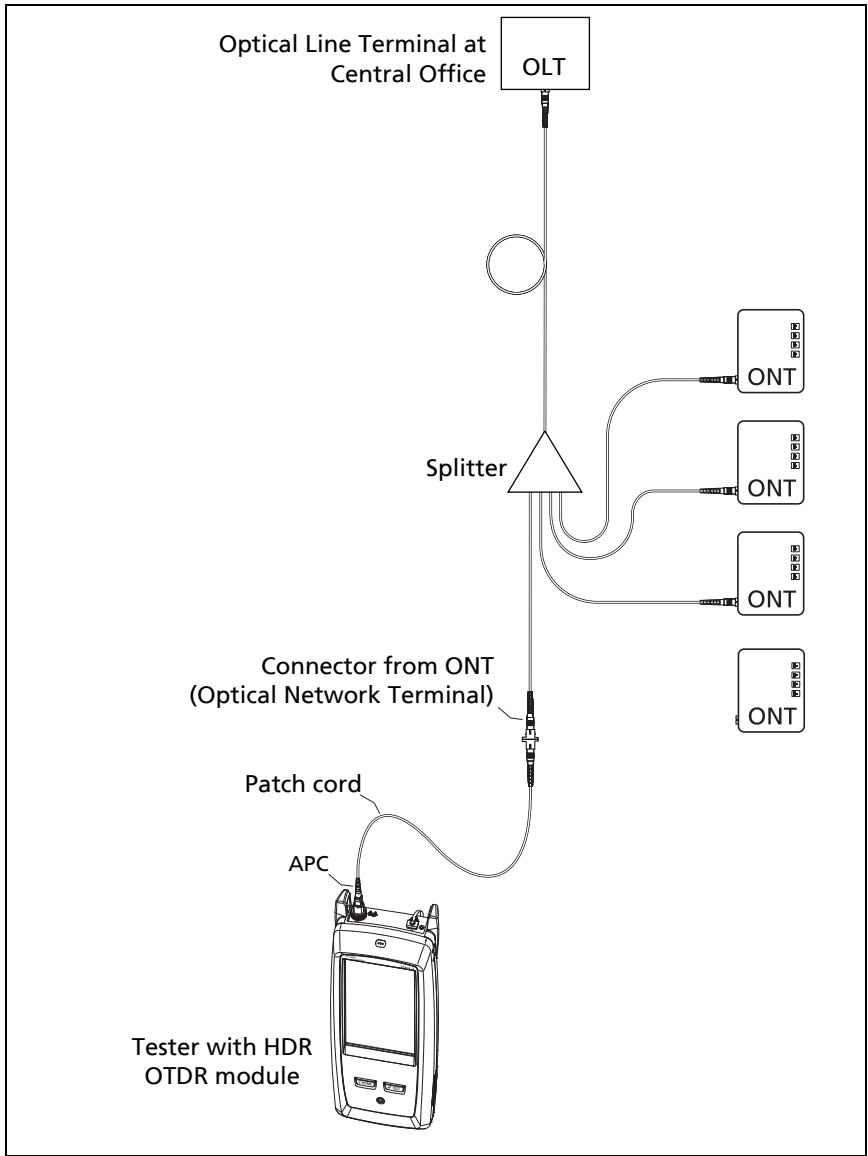 Optical Line Terminal at
Central Office
OLT
ONT
Splitter
ONT
ONT
Connector from ONT
(Optical Network Terminal)
ONT
Patch cord
APC
Tester with HDR
OTDR module